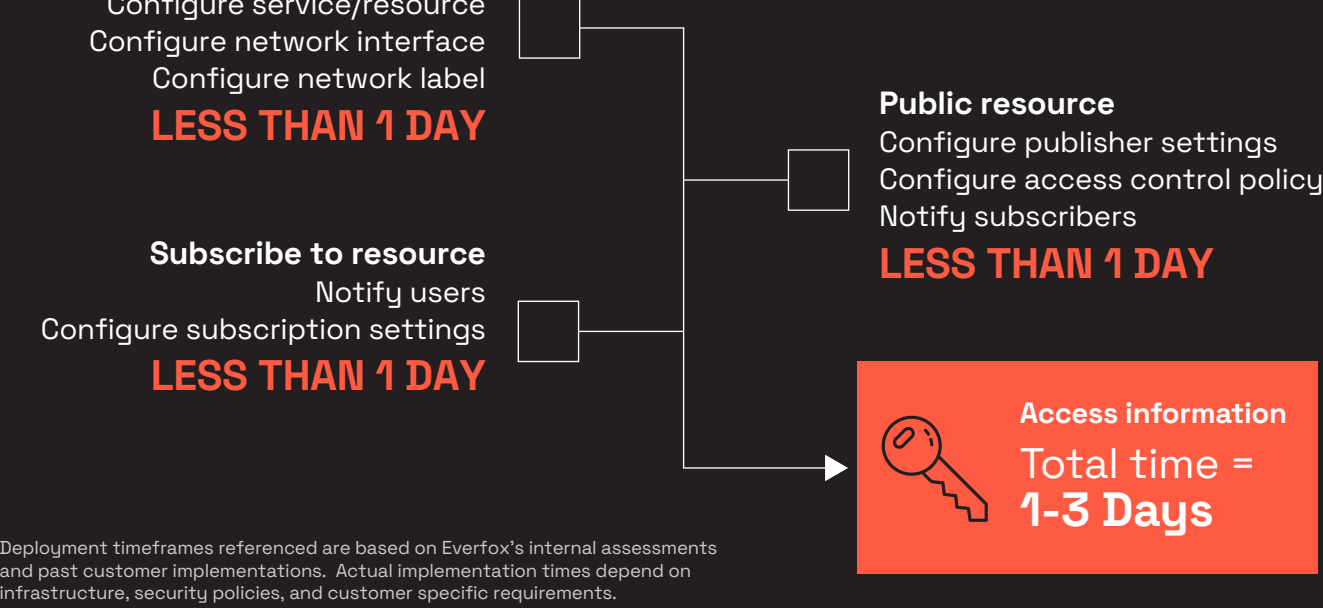 Configure service/resource
Configure network interface
Configure network label
LESS THAN 1 DAY
Public resource
Configure publisher settings
Configure access control policy
Notify subscribers
LESS THAN 1 DAY
Subscribe to resource
Notify users
Configure subscription settings
LESS THAN 1 DAY
Access information
Total time =
1-3 Days
Deployment timeframes referenced are based on Everfox's internal assessments
and past customer implementations. Actual implementation times depend on
infrastructure, security policies, and customer specific requirements.